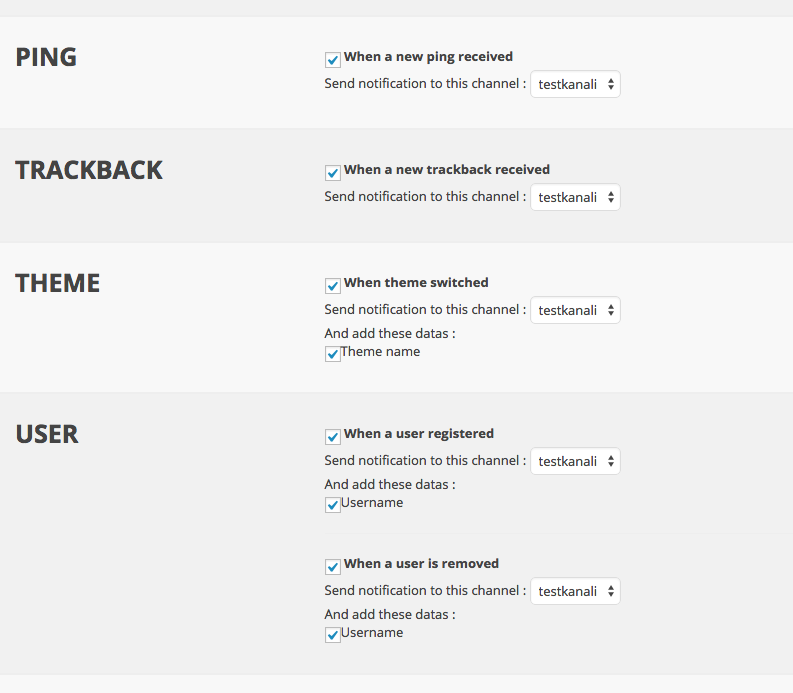 PING
When a new ping received
Send notification to this channel : testkanali
TRACKBACK
When a new trackback received
Send notification to this channel : testkanali
THEME
When theme switched
Send notification to this channel : testkanali
And add these datas :
Theme name
USER
When a user registered
Send notification to this channel : testkanali
And add these datas :
Username
When a user is removed
Send notification to this channel : testkanali
And add these datas :
Username